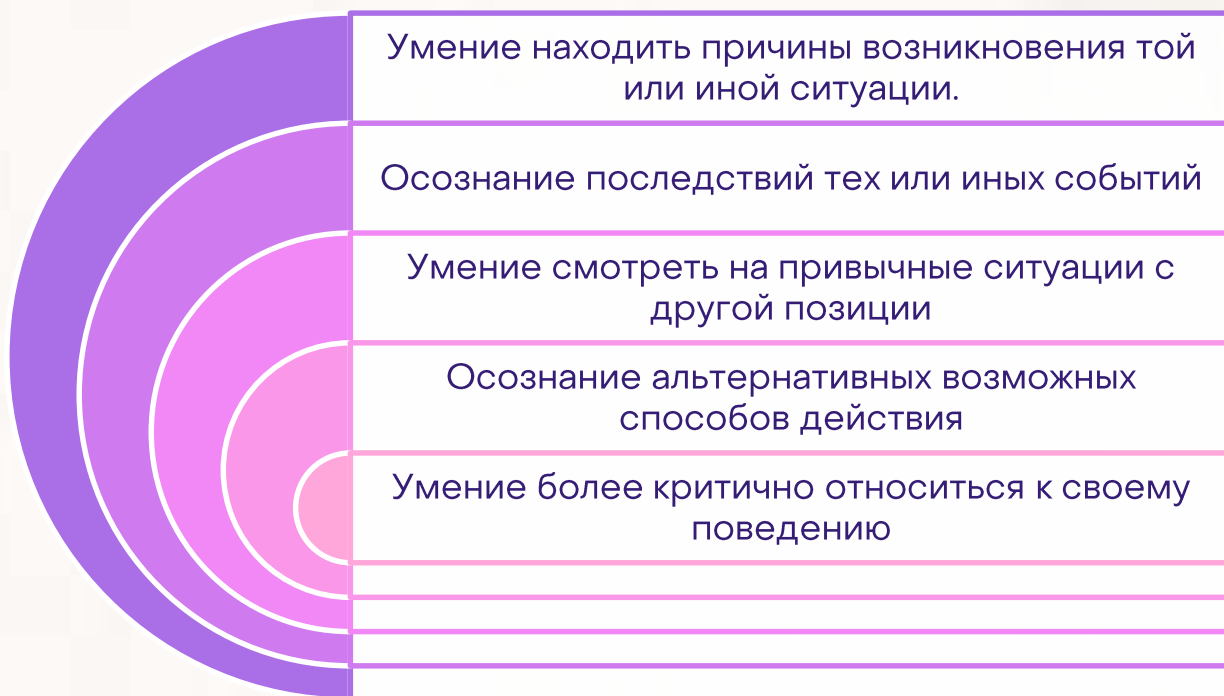 Умение находить причины возникновения той
или иной ситуации.
Осознание последствий тех или иных событий
Умение смотреть на привычные ситуации с
другой позиции
Осознание альтернативных возможных
способов действия
Умение более критично относиться к своему
поведению